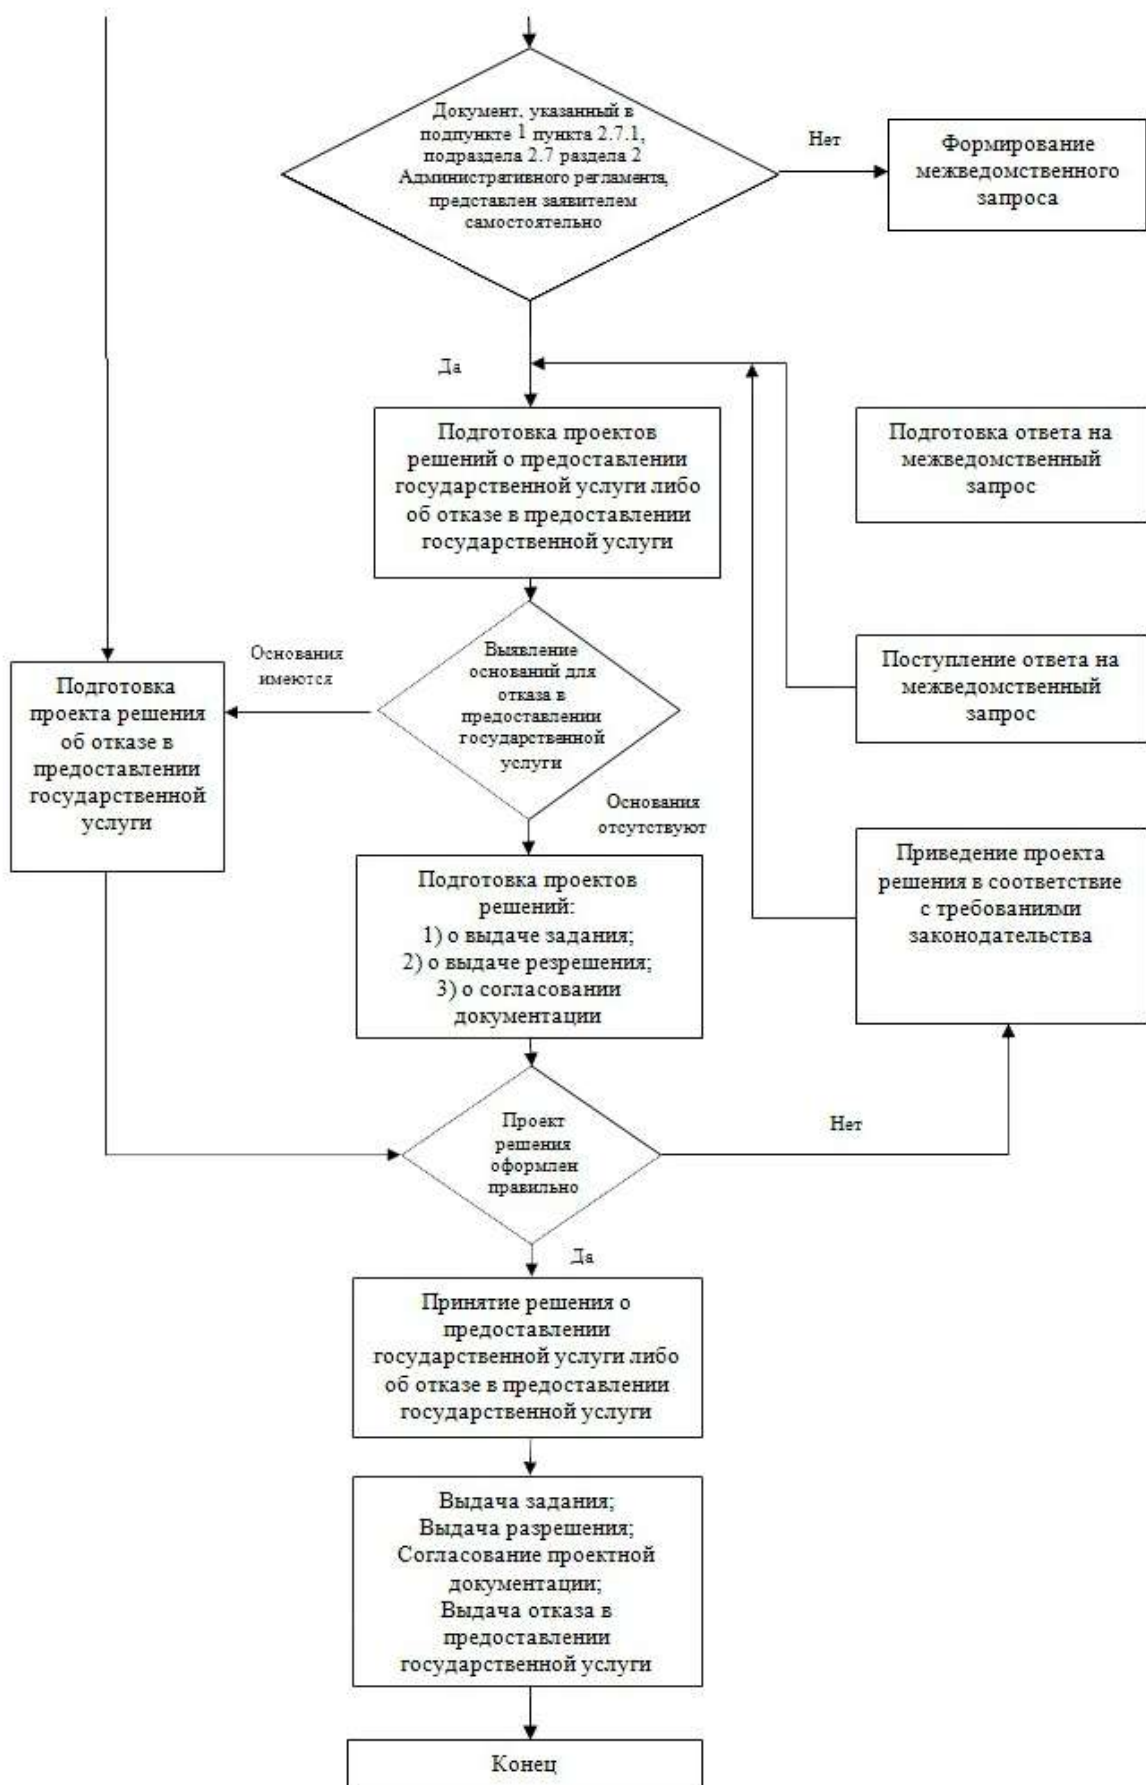 Документ, указанный в
подпункте 1 пункта 2.7.1,
подраздела 2.7 раздела 2
Административного регламента,
представлен заявителем
самостоятельно
Нет
Формирование
межведомственного
запроса
Да
Подготовка проектов
решений о предоставлении
государственной услуги либо
об отказе в предоставлении
государственной услуги
Подготовка ответа на
межведомственный
запрос
Выявление
оснований для
отказа в
предоставлении
государственной
услуги
Основания
имеются
Подготовка
проекта решения
об отказе в
предоставлении
государственной
услуги
Поступление ответа на
межведомственный
запрос
Основания
отсутствуют
Приведение проекта
решения в соответствие
с требованиями
законодательства
Подготовка проектов
решений:
1) о выдаче задания;
2) о выдаче резрешения;
3) о согласовании
документации
Проект
решения
оформлен
правильно
Нет
Да
Принятие решения о
предоставлении
государственной услуги либо
об отказе в предоставлении
государственной услуги
Выдача задания;
Выдача разрешения;
Согласование проектной
документации;
Выдача отказа в
предоставлении
государственной услуги
Конец